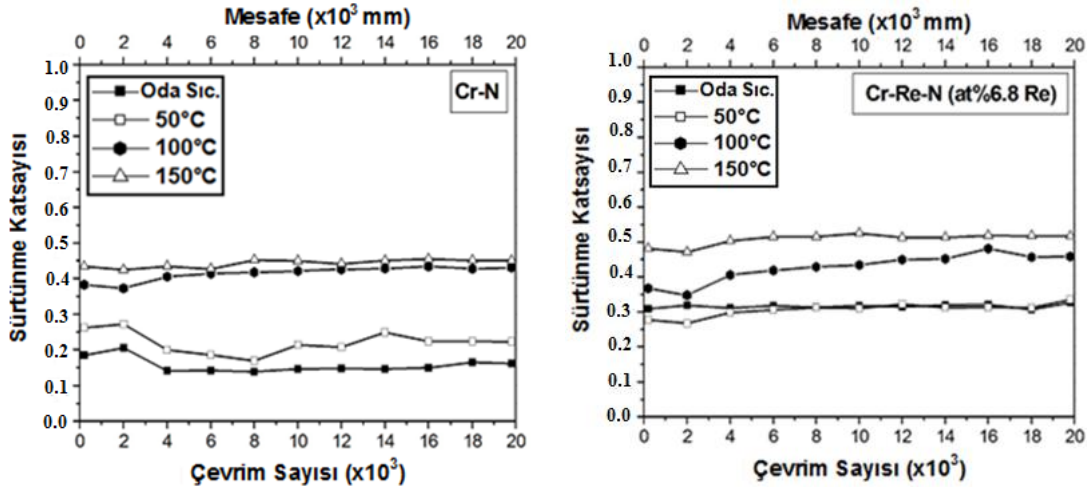 Mesafe (x10³ mm)
0 2 4 6 8 10 12 14 16 18 20
1.0
0.9
0.8
0.7
0.6
0.5
0.4
0.3
0.2
0.1
0.0
Sürtünme Katsayısı
Oda Sıc.
50°C
100°C
150°C
Cr-N
0 2 4 6 8 10 12 14 16 18 20
Çevrim Sayısı (x10³)
Mesafe (x10³ mm)
0 2 4 6 8 10 12 14 16 18 20
1.0
0.9
0.8
0.7
0.6
0.5
0.4
0.3
0.2
0.1
0.0
Sürtünme Katsayısı
Oda Sıc.
50°C
100°C
150°C
Cr-Re-N (at%6.8 Re)
0 2 4 6 8 10 12 14 16 18 20
Çevrim Sayısı (x10³)